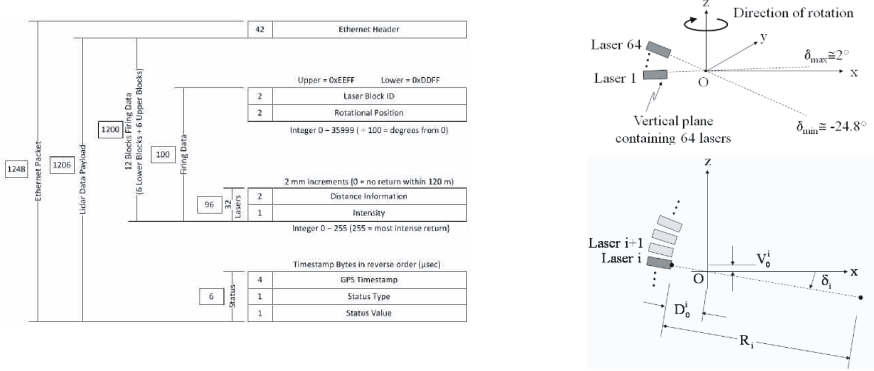 42
Ethernet Header
Upper = 0xEEFF
Lower = 0xDDFF
2
Laser Block ID
2
Rotational Position
Integer 0 – 35999 ( ÷ 100 = degrees from 0)
1248
Ethernet Packet
1206
Lidar Data Payload
1200
12 Blocks Firing Data
(6 Lower Blocks + 6 Upper Blocks)
100
Firing Data
96
32
Lasers
2 mm increments (0 = no return within 120 m)
2
Distance Information
1
Intensity
Integer 0 – 255 (255 = most intense return)
Timestamp Bytes in reverse order (µsec)
6
Status
4
GPS Timestamp
1
Status Type
1
Status Value
z
Direction of rotation
y
Laser 64
δmax≅2°
Laser 1
O
x
Vertical plane
containing 64 lasers
δmin≅ -24.8°
z
Laser i+1
Laser i
V₀ⁱ
O
x
δᵢ
D₀ⁱ
Rᵢ